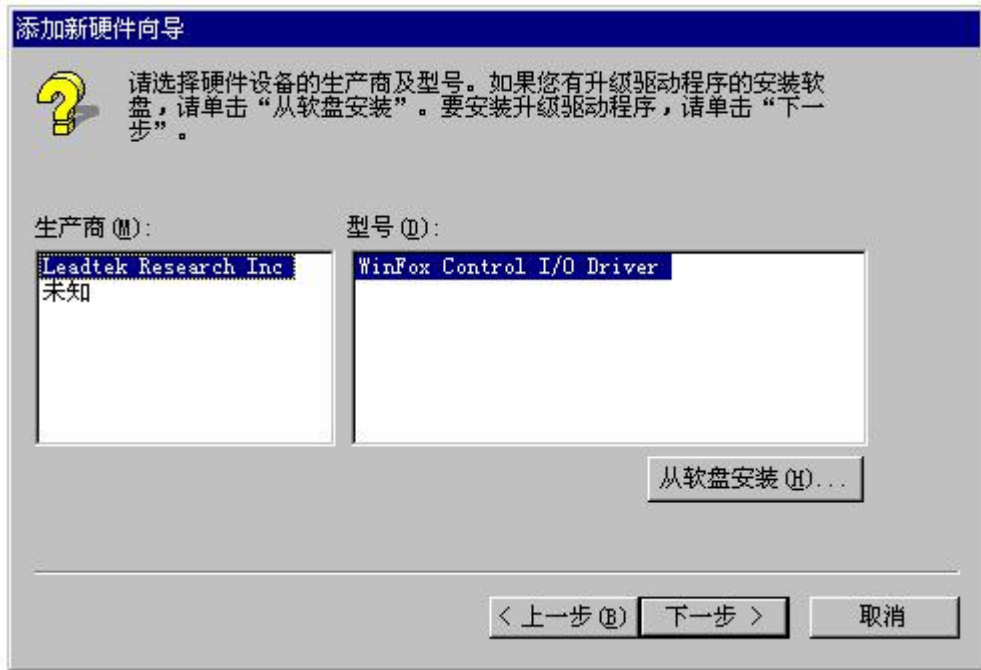 添加新硬件向导
请选择硬件设备的生产商及型号。如果您有升级驱动程序的安装软
盘，请单击“从软盘安装”。要安装升级驱动程序，请单击“下一
步”。
生产商(M):
型号(D):
Leadtek Research Inc
未知
WinFox Control I/O Driver
从软盘安装(H)...
< 上一步(B)
下一步 >
取消